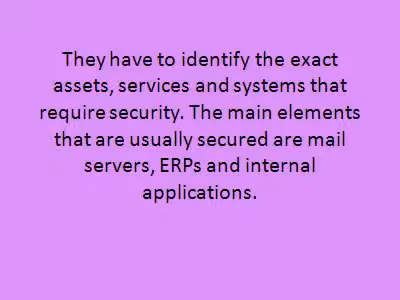 They have to identify the exact
assets, services and systems that
require security. The main elements
that are usually secured are mail
servers, ERPs and internal
applications.